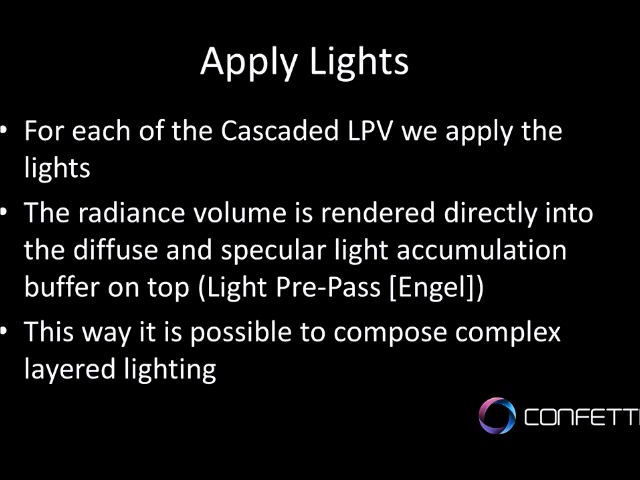 Apply Lights
• For each of the Cascaded LPV we apply the
lights
• The radiance volume is rendered directly into
the diffuse and specular light accumulation
buffer on top (Light Pre-Pass [Engel])
• This way it is possible to compose complex
layered lighting
CONFETTI